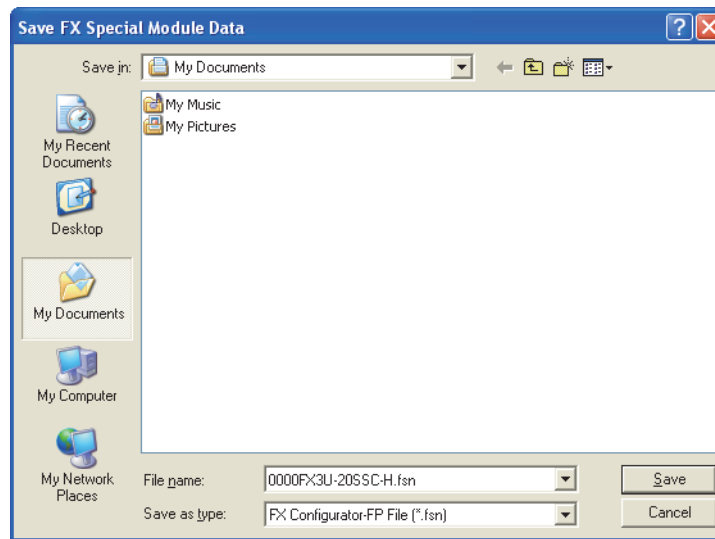 Save FX Special Module Data
Save in:
My Documents
My Music
My Pictures
My Recent
Documents
Desktop
My Documents
My Computer
My Network
Places
File name:
0000FX3U-20SSC-H.fsn
Save
Save as type:
FX Configurator-FP File (*.fsn)
Cancel